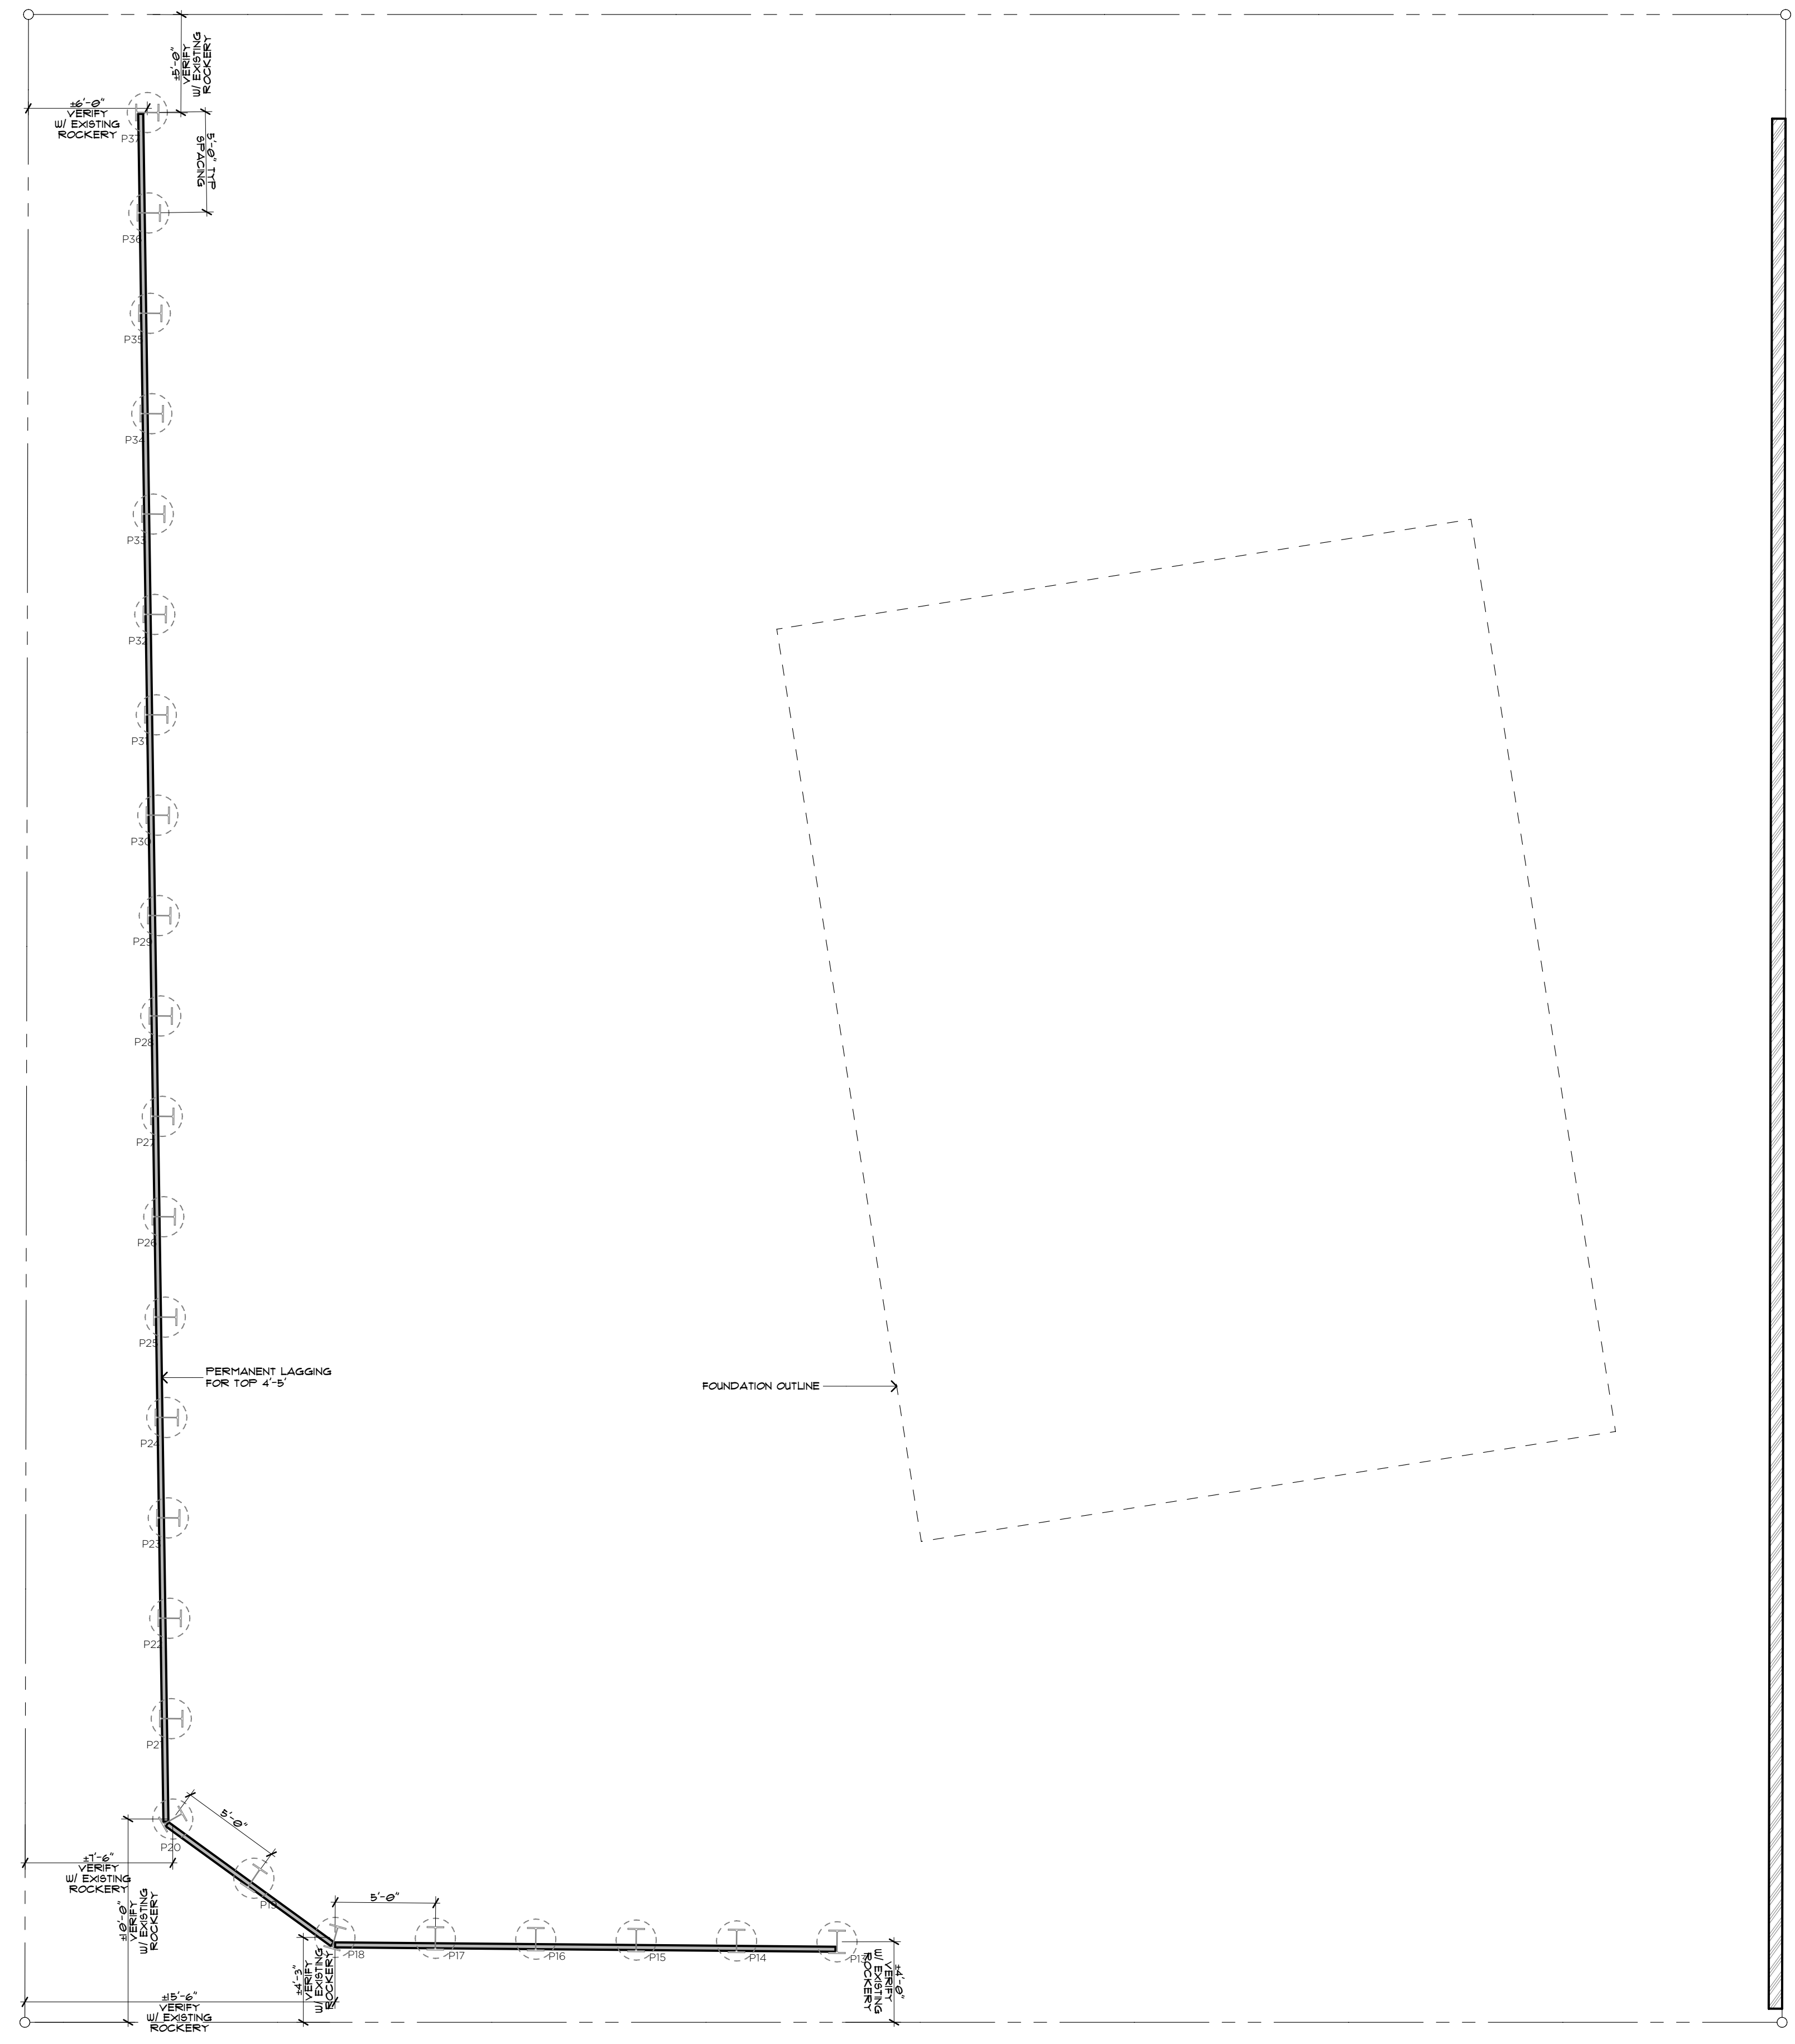 ±5'-0"
VERIFY
W/ EXISTING
ROCKERY
±6'-0"
VERIFY
W/ EXISTING
ROCKERY
P37
5'-0" TYP
SPACING
P36
P35
P34
P33
P32
P31
P30
P29
P28
P27
P26
P25
PERMANENT LAGGING
FOR TOP 4'-5'
FOUNDATION OUTLINE
P24
P23
P22
P21
5'-0"
P20
±7'-6"
VERIFY
W/ EXISTING
ROCKERY
±10'-0"
VERIFY
W/ EXISTING
ROCKERY
P19
5'-0"
P18
P17
P16
P15
P14
P13
±4'-3"
VERIFY
W/ EXISTING
ROCKERY
±4'-0"
VERIFY
W/ EXISTING
ROCKERY
±15'-6"
VERIFY
W/ EXISTING
ROCKERY